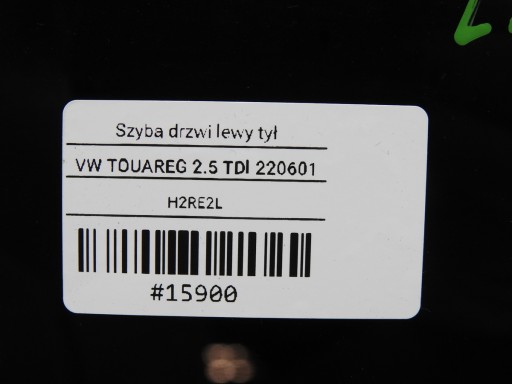 Szyba drzwi lewy tył
VW TOUAREG 2.5 TDI 220601
H2RE2L
#15900